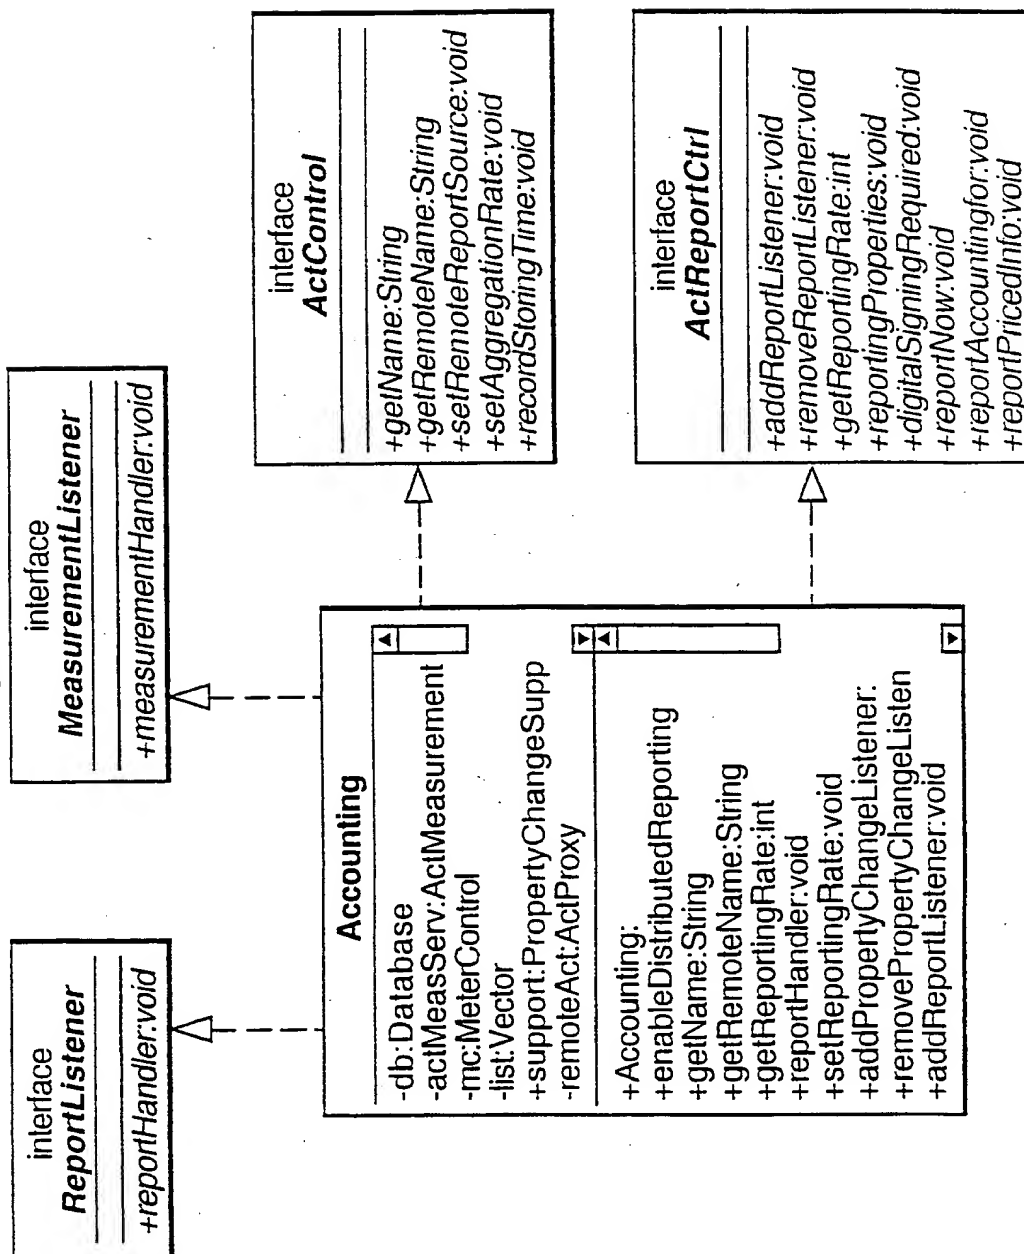 interface
ReportListener
+reportHandler:void
interface
MeasurementListener
+measurementHandler:void
Accounting
-db:Database
-actMeasServ:ActMeasurement
-mc:MeterControl
-list:Vector
+support:PropertyChangeSupp
-remoteAct:ActProxy
+Accounting:
+enableDistributedReporting
+getName:String
+getRemoteName:String
+getReportingRate:int
+reportHandler:void
+setReportingRate:void
+addPropertyChangeListener:
+removePropertyChangeListen
+addReportListener:void
interface
ActControl
+getName:String
+getRemoteName:String
+setRemoteReportSource:void
+setAggregationRate:void
+recordStoringTime:void
interface
ActReportCtrl
+addReportListener:void
+removeReportListener:void
+getReportingRate:int
+reportingProperties:void
+digitalSigningRequired:void
+reportNow:void
+reportAccountingfor:void
+reportPricedInfo:void